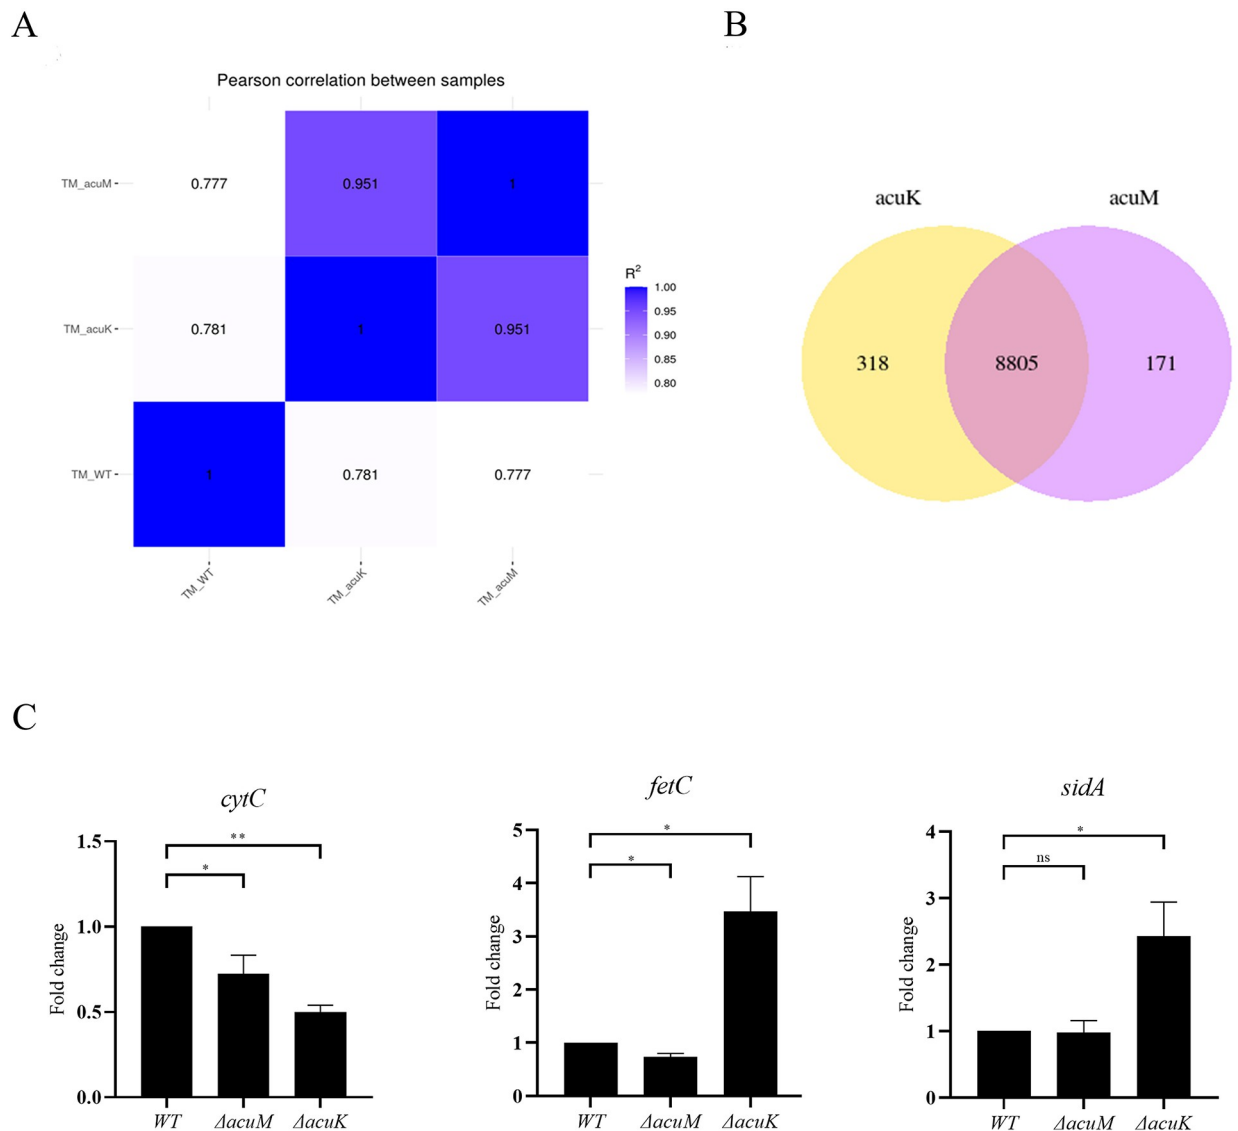 A
B
Pearson correlation between samples
TM_acuM
0.777
0.951
1
TM_acuK
0.781
1
0.951
TM_WT
1
0.781
0.777
TM_WT
TM_acuK
TM_acuM
R²
1.00
0.95
0.90
0.85
0.80
acuK
acuM
318
8805
171
C
cytC
**
*
Fold change
1.5
1.0
0.5
0.0
WT
ΔacuM
ΔacuK
fetC
*
*
Fold change
5
4
3
2
1
0
WT
ΔacuM
ΔacuK
sidA
*
ns
Fold change
4
3
2
1
0
WT
ΔacuM
ΔacuK